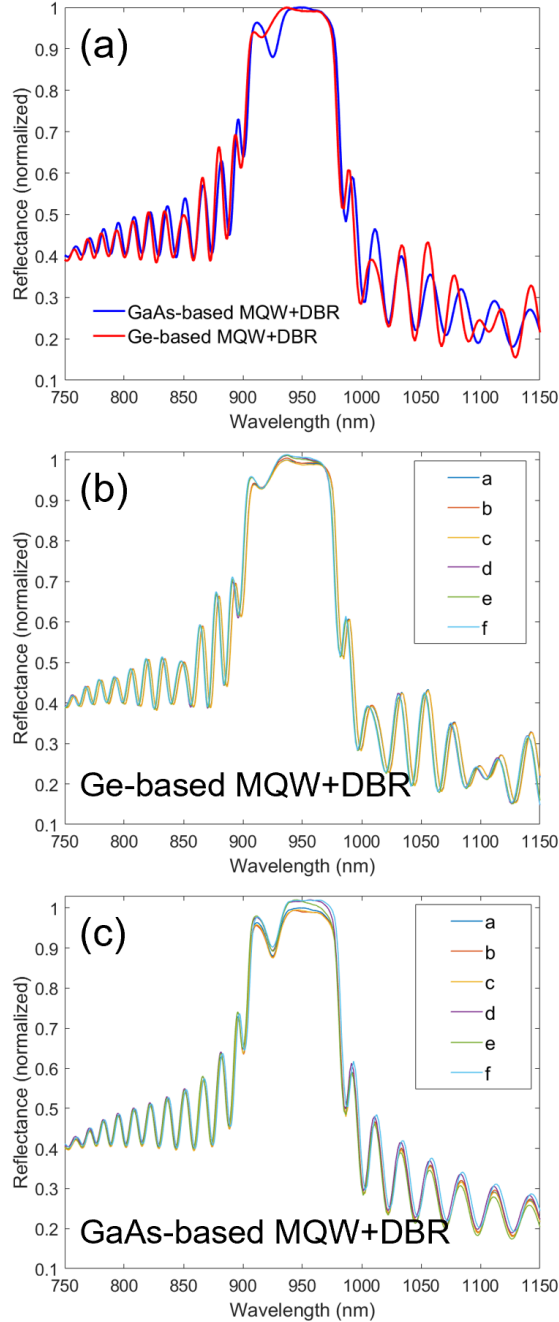 (a)
1
0.9
0.8
0.7
0.6
0.5
0.4
0.3
0.2
0.1
Reflectance (normalized)
GaAs-based MQW+DBR
Ge-based MQW+DBR
750 800 850 900 950 1000 1050 1100 1150
Wavelength (nm)
(b)
1
0.9
0.8
0.7
0.6
0.5
0.4
0.3
0.2
0.1
Reflectance (normalized)
a
b
c
d
e
f
Ge-based MQW+DBR
750 800 850 900 950 1000 1050 1100 1150
Wavelength (nm)
(c)
1
0.9
0.8
0.7
0.6
0.5
0.4
0.3
0.2
0.1
Reflectance (normalized)
a
b
c
d
e
f
GaAs-based MQW+DBR
750 800 850 900 950 1000 1050 1100 1150
Wavelength (nm)